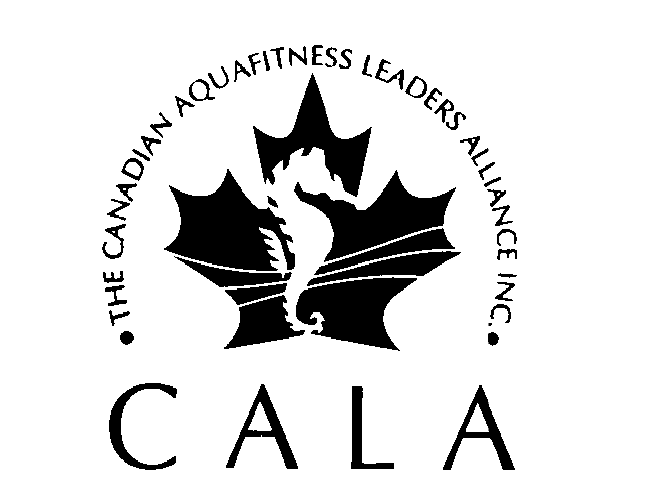 • THE CANADIAN AQUAFITNESS LEADERS ALLIANCE INC. •
CALA